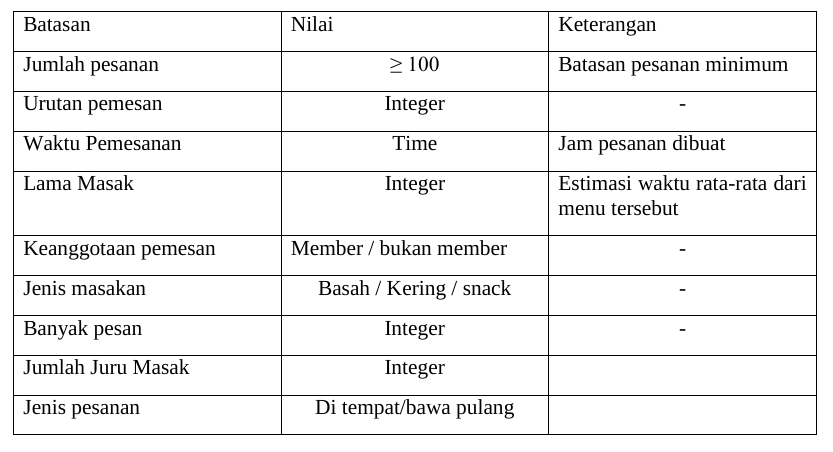 Batasan Nilai Keterangan
Jumlah pesanan ≥ 100 Batasan pesanan minimum
Urutan pemesan Integer -
Waktu Pemesanan Time Jam pesanan dibuat
Lama Masak Integer Estimasi waktu rata-rata dari
menu tersebut
Keanggotaan pemesan Member / bukan member -
Jenis masakan Basah / Kering / snack -
Banyak pesan Integer -
Jumlah Juru Masak Integer
Jenis pesanan Di tempat/bawa pulang